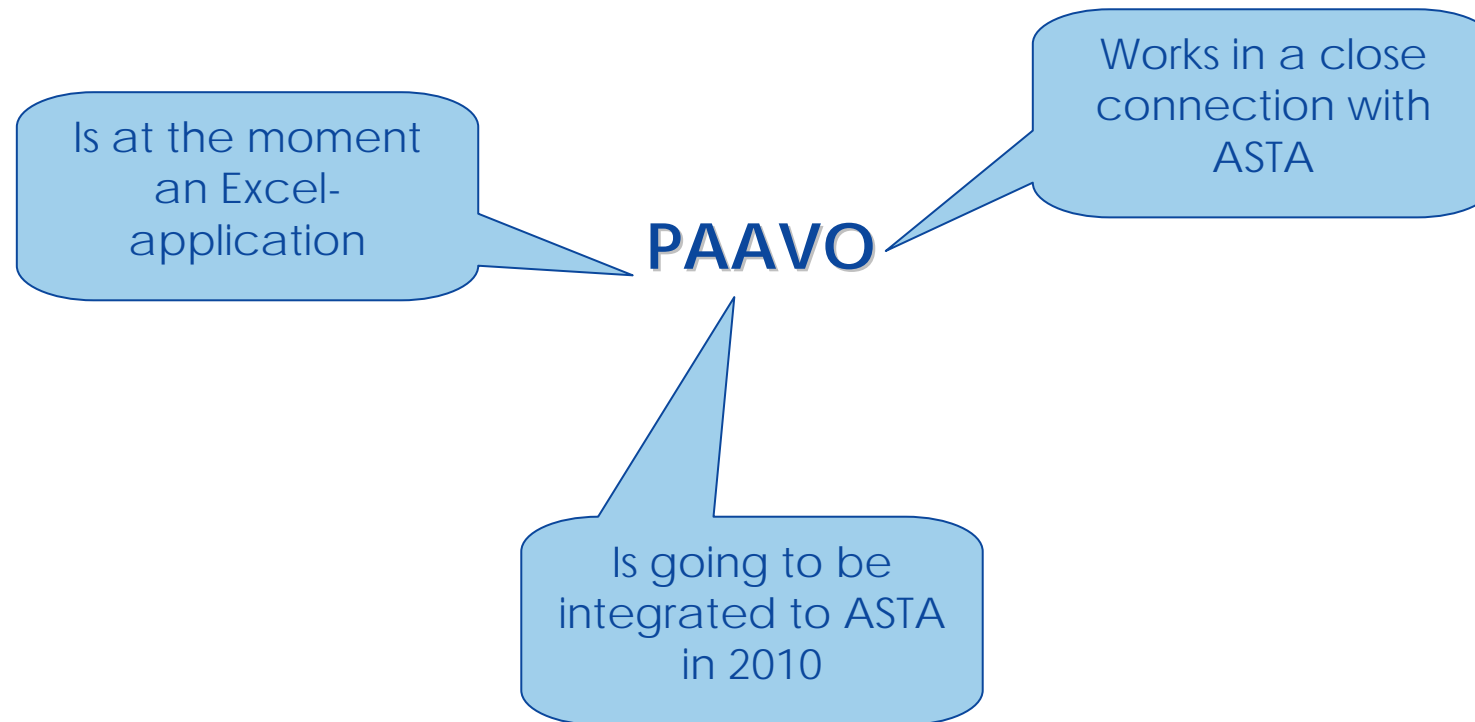 Works in a close
connection with
ASTA
Is at the moment
an Excel-
application
PAAVO
Is going to be
integrated to ASTA
in 2010